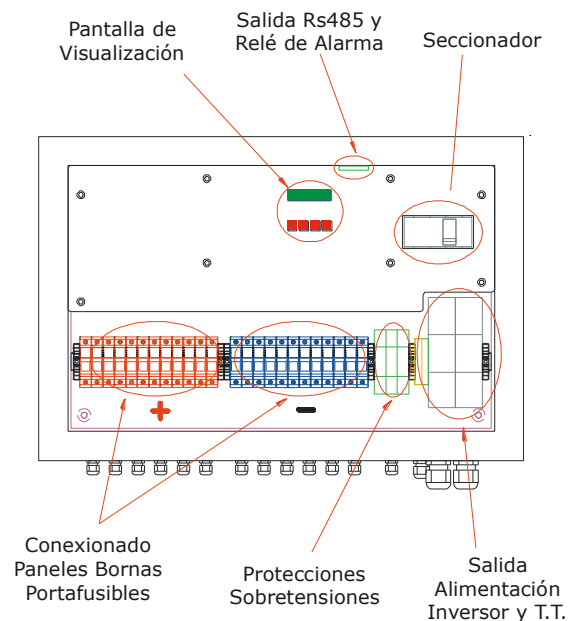 Pantalla de
Visualización
Salida Rs485 y
Relé de Alarma
Seccionador
+
-
Conexionado
Paneles Bornas
Portafusibles
Protecciones
Sobretensiones
Salida
Alimentación
Inversor y T.T.